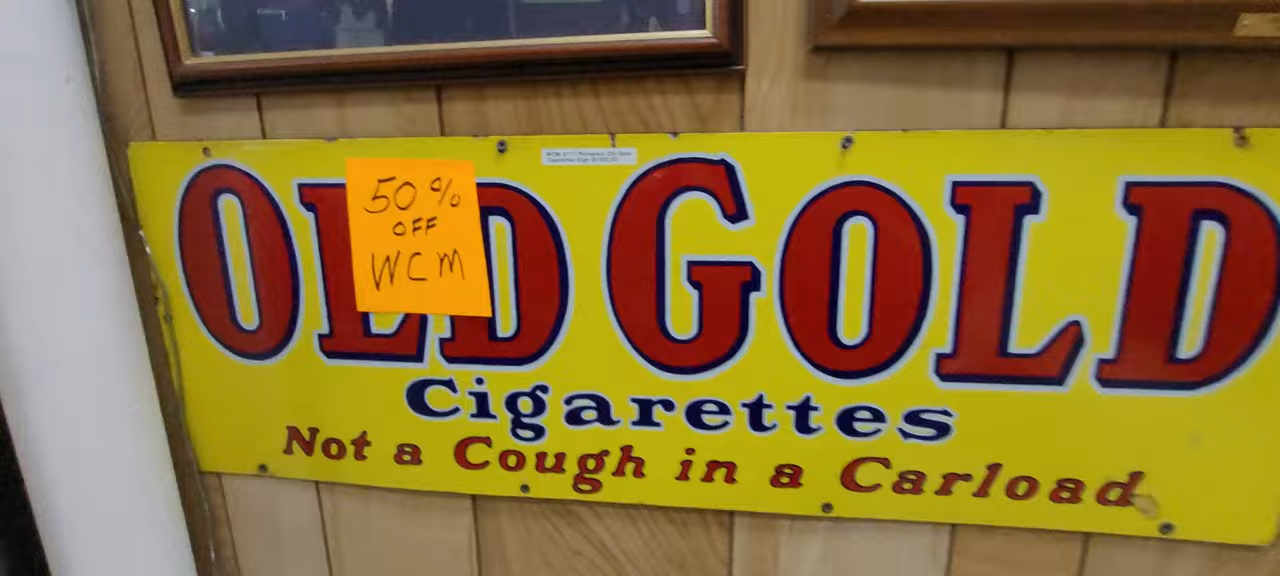 OLD GOLD
50%
OFF
WCM
Cigarettes
Not a Cough in a Carload